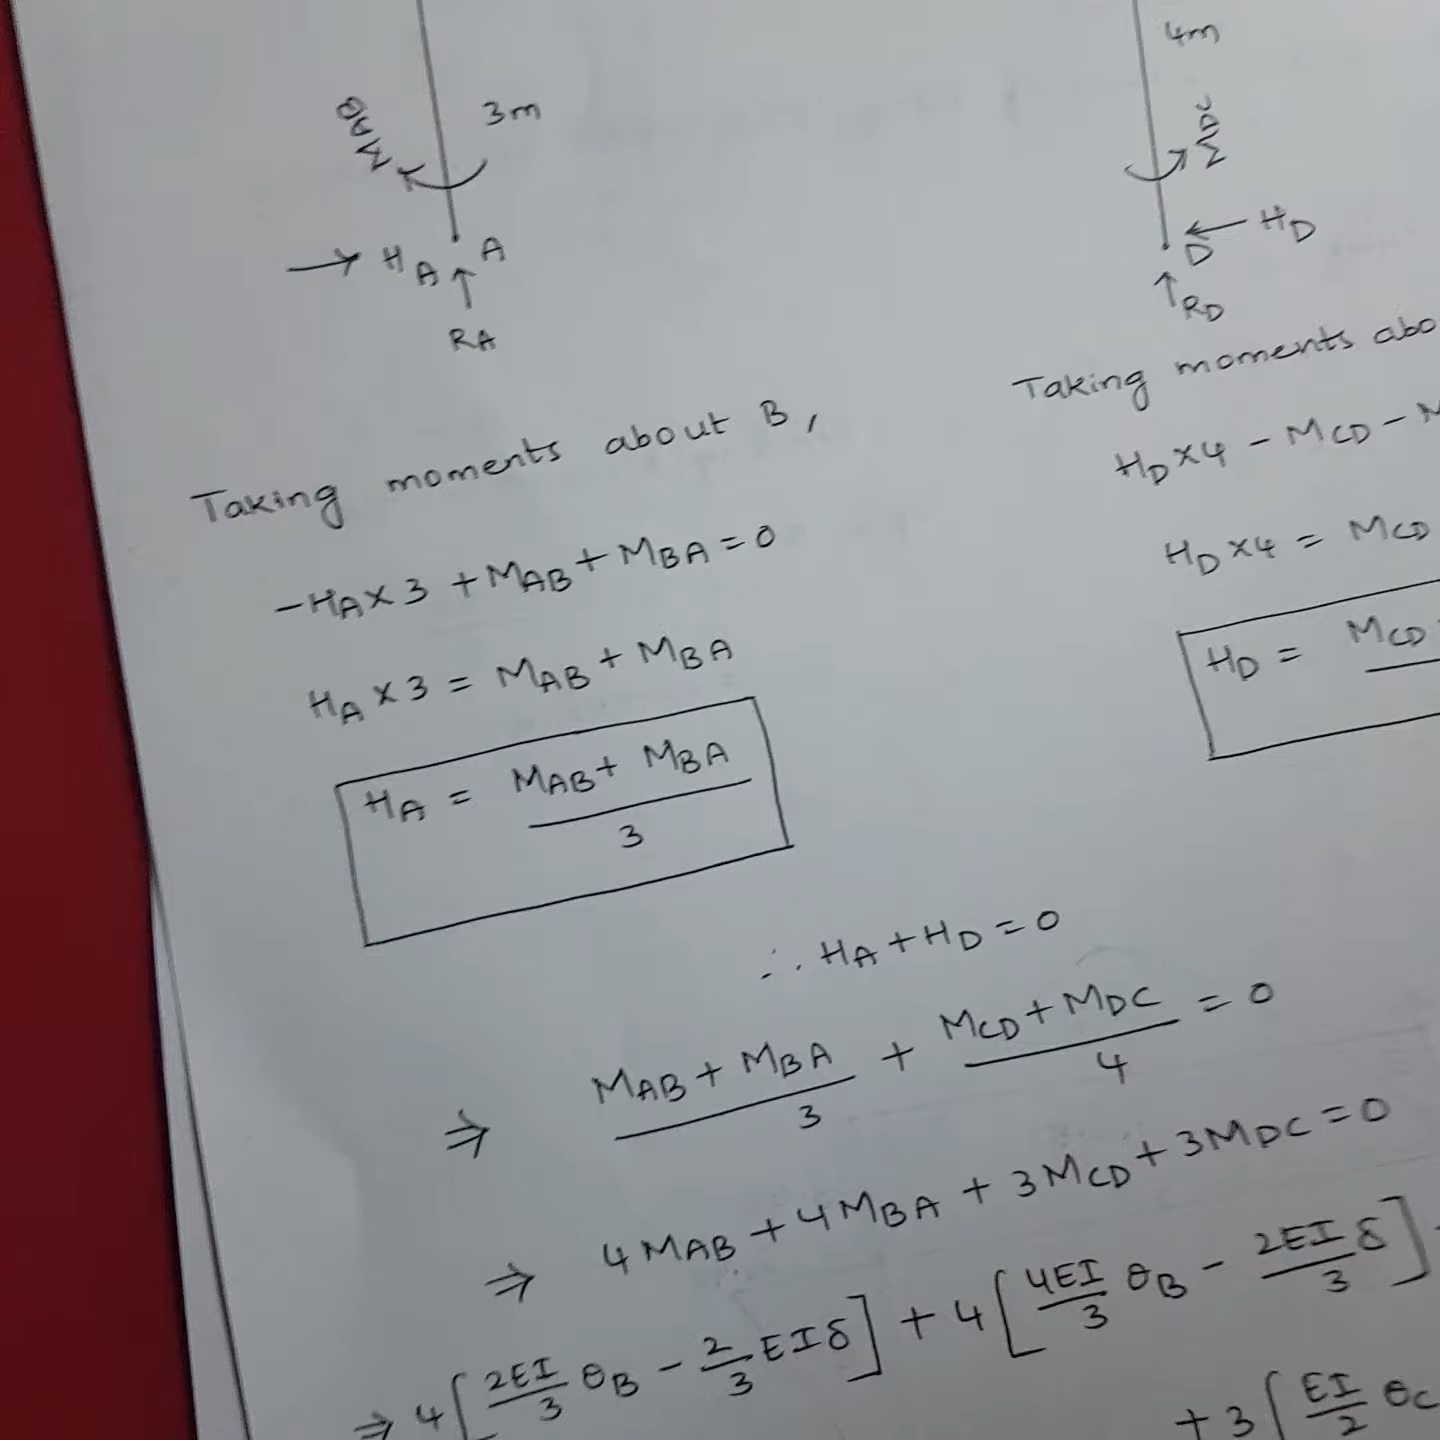 3m
MAB
HA
A
RA
4m
MDC
HD
D
RD
Taking moments about B,
-HA×3 + MAB + MBA = 0
HA×3 = MAB + MBA
HA = MAB + MBA / 3
Taking moments abo
HD×4 - MCD - M
HD×4 = MCD
HD = MCD
∴ HA + HD = 0
⇒ MAB + MBA / 3 + MCD + MDC / 4 = 0
⇒ 4MAB + 4MBA + 3MCD + 3MDC = 0
⇒ 4[2EI/3 θB - 2/3 EIδ] + 4[4EI/3 θB - 2EI/3 δ]
+ 3[EI/2 θC